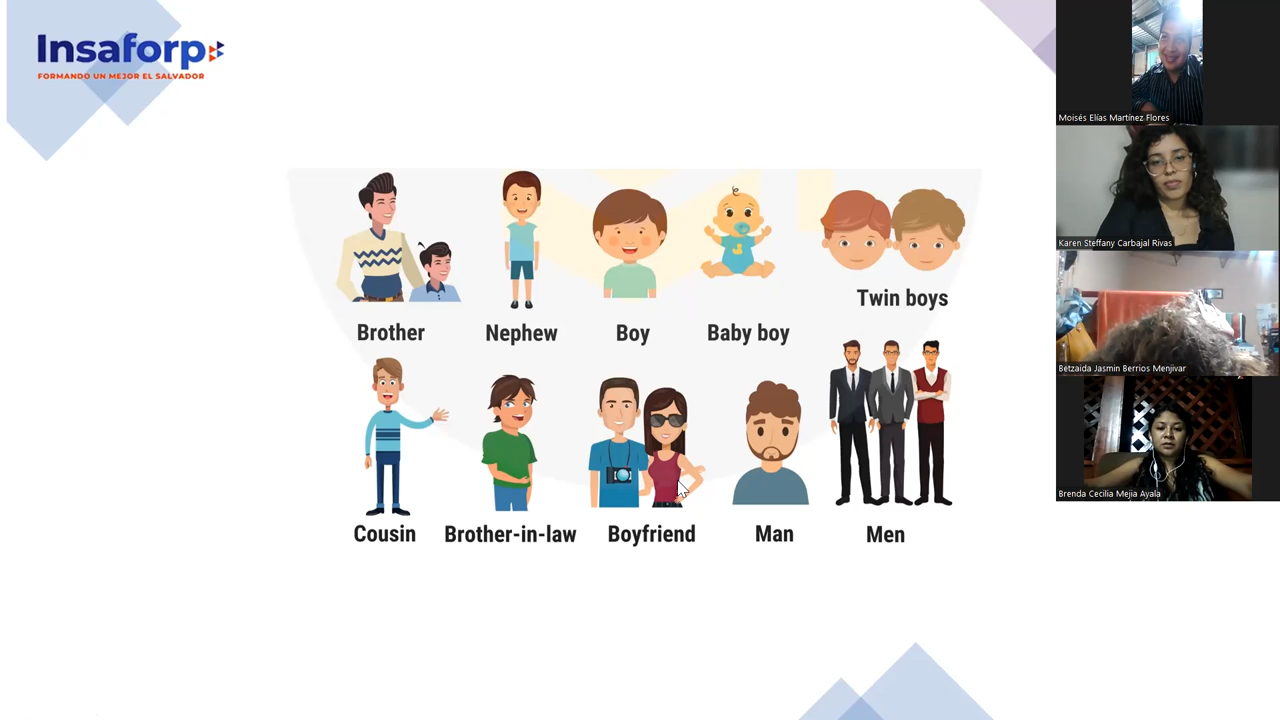 Insaforp
FORMANDO UN MEJOR EL SALVADOR
Brother
Nephew
Boy
Baby boy
Twin boys
Cousin
Brother-in-law
Boyfriend
Man
Men
Moisés Elías Martínez Flores
Karen Steffany Carbajal Rivas
Betzaida Jasmin Berrios Menjivar
Brenda Cecilia Mejia Ayala